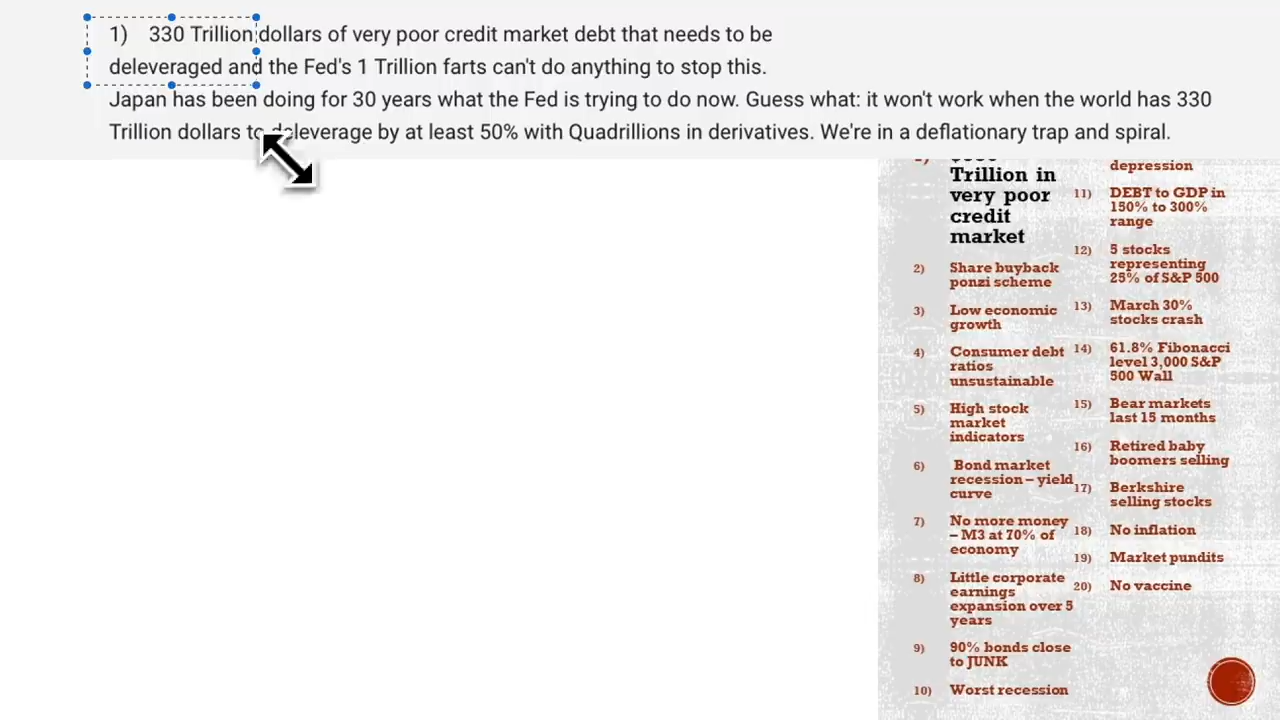 1) 330 Trillion dollars of very poor credit market debt that needs to be
deleveraged and the Fed's 1 Trillion farts can't do anything to stop this.
Japan has been doing for 30 years what the Fed is trying to do now. Guess what: it won't work when the world has 330
Trillion dollars to deleverage by at least 50% with Quadrillions in derivatives. We're in a deflationary trap and spiral.
Trillion in
very poor
credit
market
2) Share buyback
ponzi scheme
3) Low economic
growth
4) Consumer debt
ratios
unsustainable
5) High stock
market
indicators
6) Bond market
recession – yield
curve
7) No more money
– M3 at 70% of
economy
8) Little corporate
earnings
expansion over 5
years
9) 90% bonds close
to JUNK
10) Worst recession
depression
11) DEBT to GDP in
150% to 300%
range
12) 5 stocks
representing
25% of S&P 500
13) March 30%
stocks crash
14) 61.8% Fibonacci
level 3,000 S&P
500 Wall
15) Bear markets
last 15 months
16) Retired baby
boomers selling
17) Berkshire
selling stocks
18) No inflation
19) Market pundits
20) No vaccine